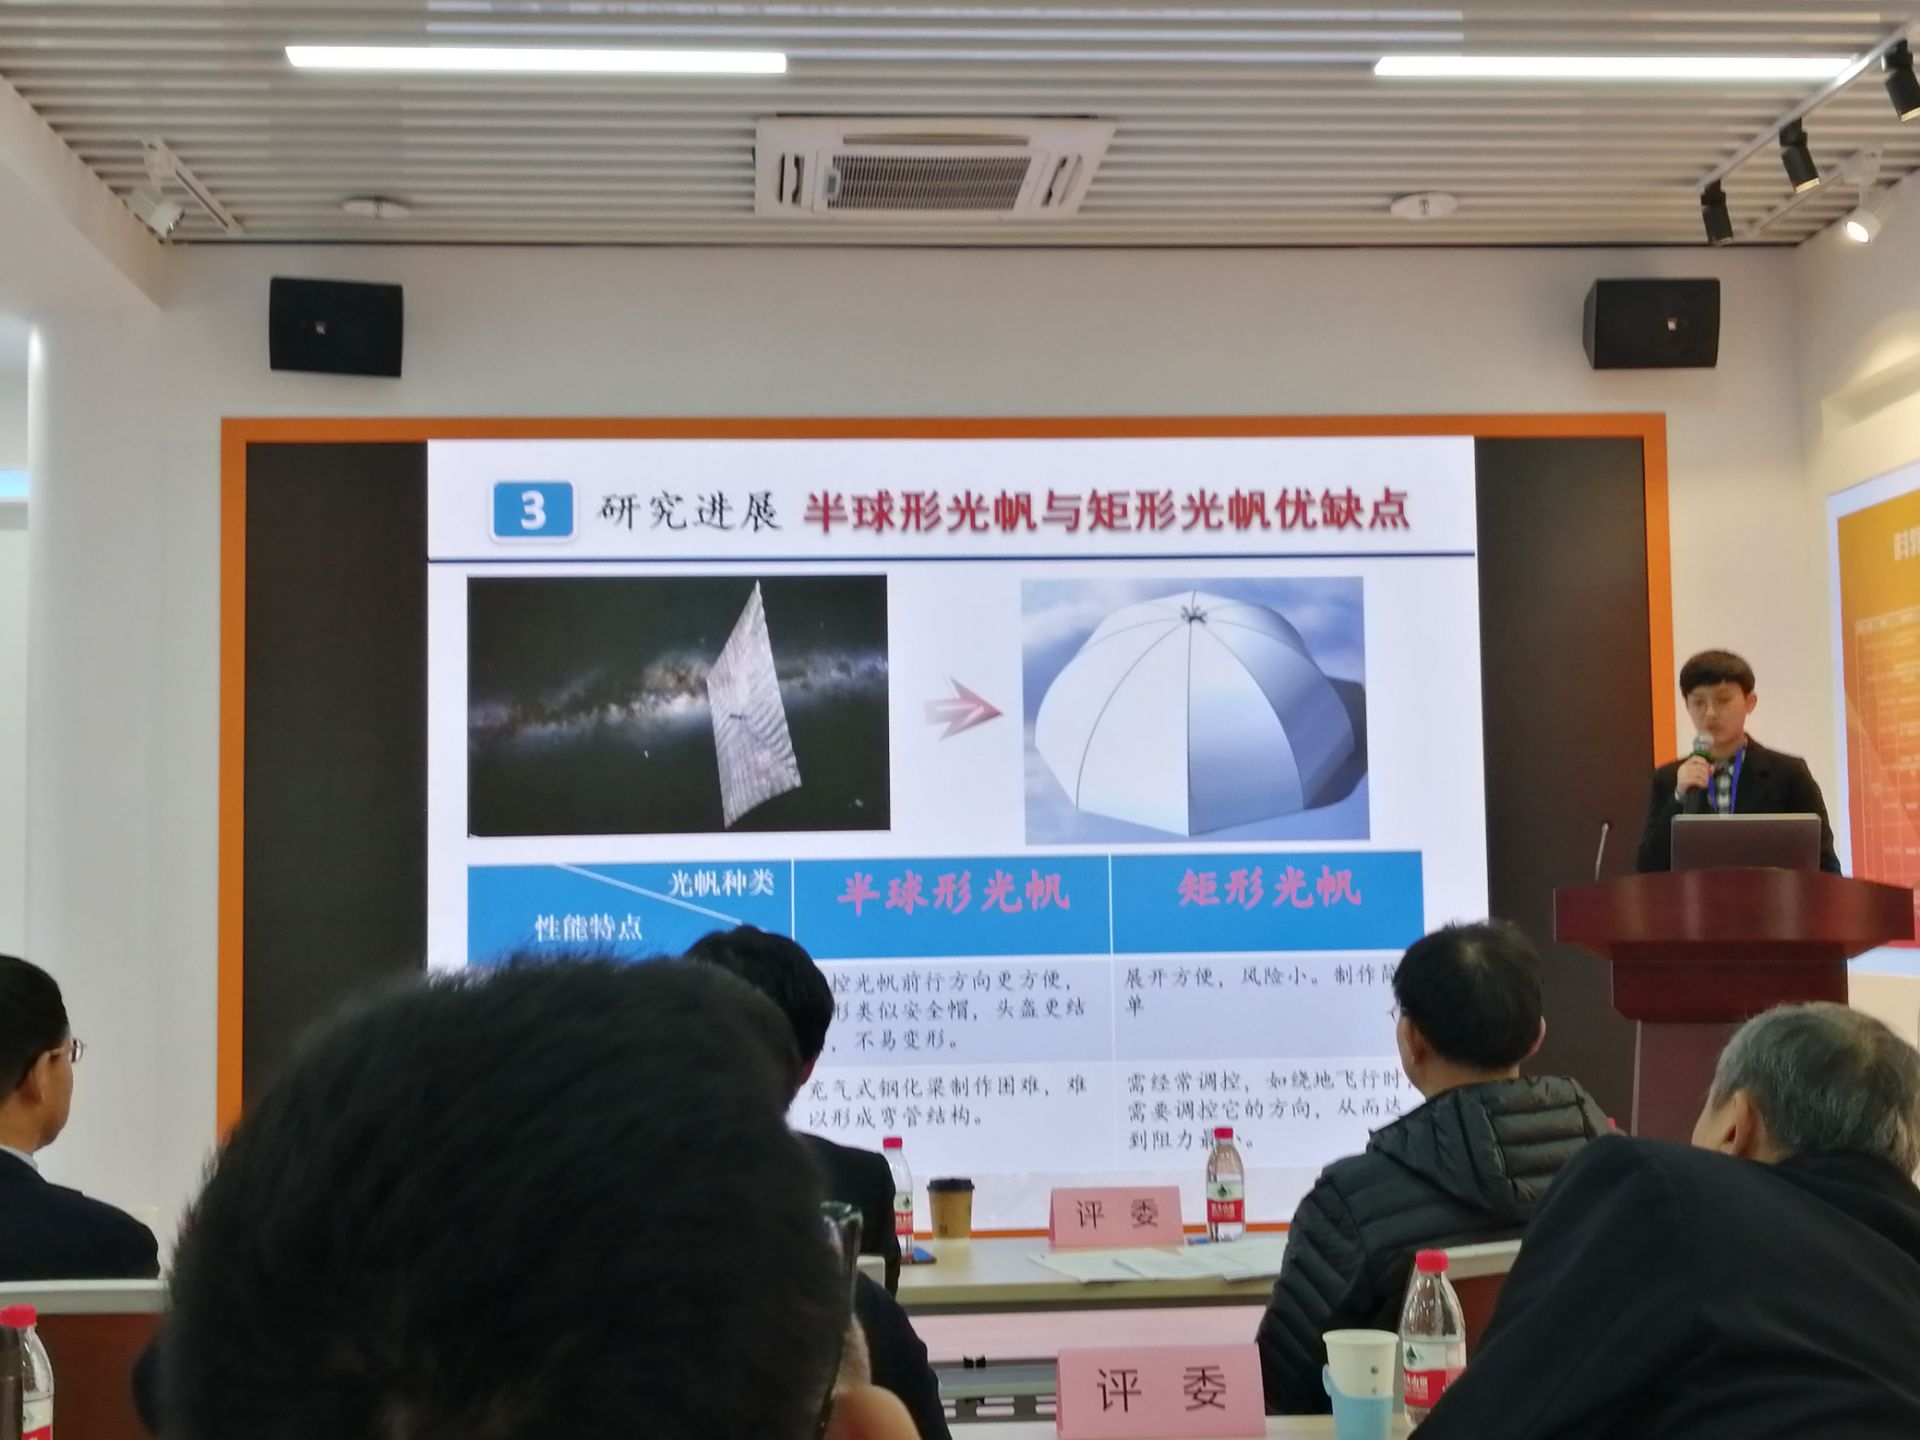 3 研究进展 半球形光帆与矩形光帆优缺点
光帆种类
性能特点
半球形光帆
矩形光帆
控光帆前行方向更方便，
形类似安全帽，头盔更结
，不易变形。
展开方便，风险小。制作简
单
充气式钢化梁制作困难，难
以形成弯管结构。
需经常调控，如绕地飞行时，
需要调控它的方向，从而达
到阻力最小。
评 委
评 委